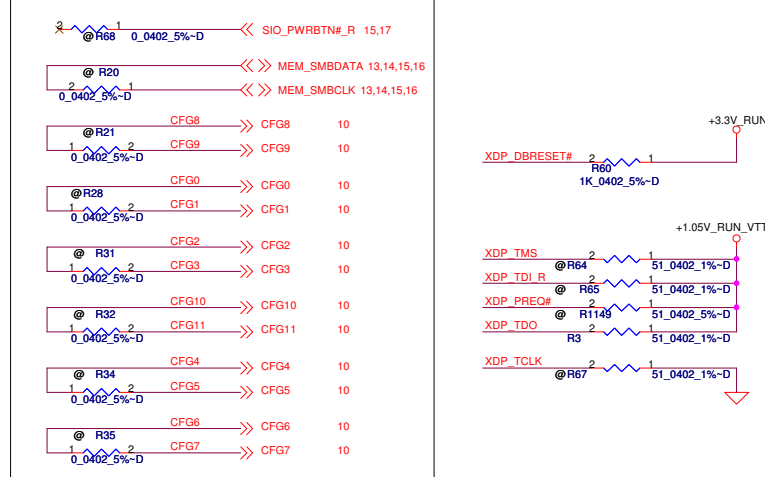 2 1 SIO_PWRBTN#_R 15,17
@ R68 0_0402_5%~D
MEM_SMBDATA 13,14,15,16
@ R20
2 1 MEM_SMBCLK 13,14,15,16
0_0402_5%~D
CFG8 CFG8 10
@ R21
1 2 CFG9 CFG9 10
0_0402_5%~D
CFG0 CFG0 10
@ R28
1 2 CFG1 CFG1 10
0_0402_5%~D
CFG2 CFG2 10
@ R31
1 2 CFG3 CFG3 10
0_0402_5%~D
CFG10 CFG10 10
@ R32
1 2 CFG11 CFG11 10
0_0402_5%~D
CFG4 CFG4 10
@ R34
1 2 CFG5 CFG5 10
0_0402_5%~D
CFG6 CFG6 10
@ R35
1 2 CFG7 CFG7 10
0_0402_5%~D
+3.3V_RUN
XDP_DBRESET# 2 1
R60
1K_0402_5%~D
+1.05V_RUN_VTT
XDP_TMS 2 1
@ R64 51_0402_1%~D
XDP_TDI_R 2 1
@ R65 51_0402_1%~D
XDP_PREQ# 2 1
@ R1149 51_0402_5%~D
XDP_TDO 2 1
R3 51_0402_1%~D
XDP_TCLK 2 1
@ R67 51_0402_1%~D